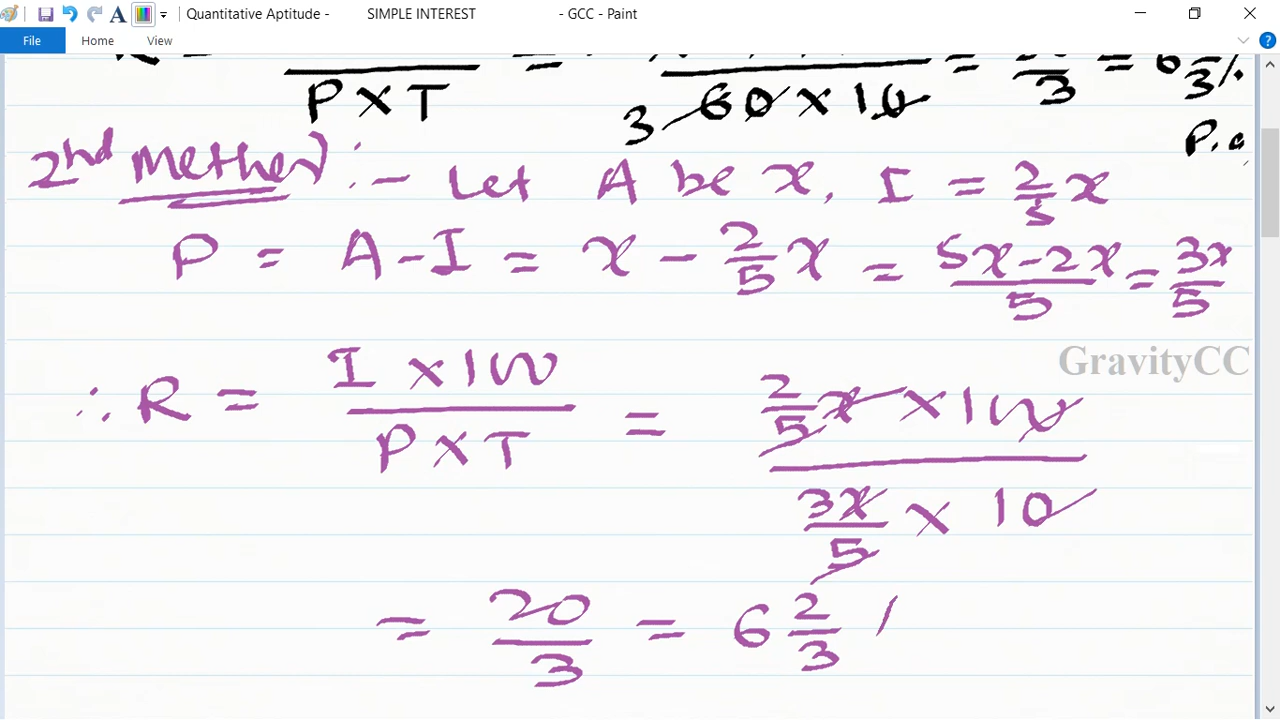 Quantitative Aptitude - SIMPLE INTEREST - GCC - Paint
File Home View
P X T = 3 60 X 10 = 3 = 6 3 %
P.a
2nd Method :- Let A be x, I = 2/5 x
P = A - I = x - 2/5 x = 5x-2x/5 = 3x/5
GravityCC
∴ R = I X 100 / P X T = 2/5 x X 100 / 3x/5 X 10
= 20/3 = 6 2/3